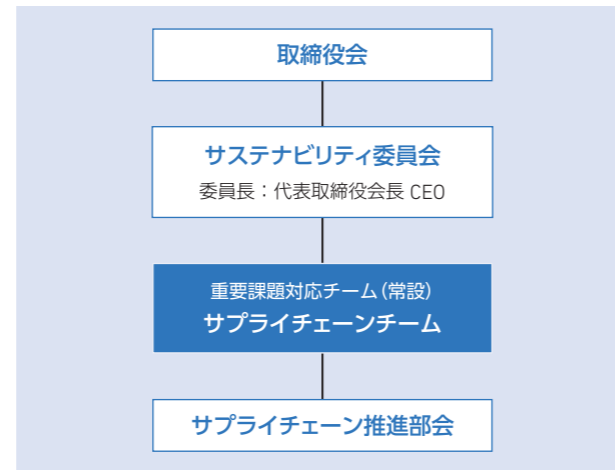 取締役会
サステナビリティ委員会
委員長：代表取締役会長 CEO
重要課題対応チーム（常設）
サプライチェーンチーム
サプライチェーン推進部会